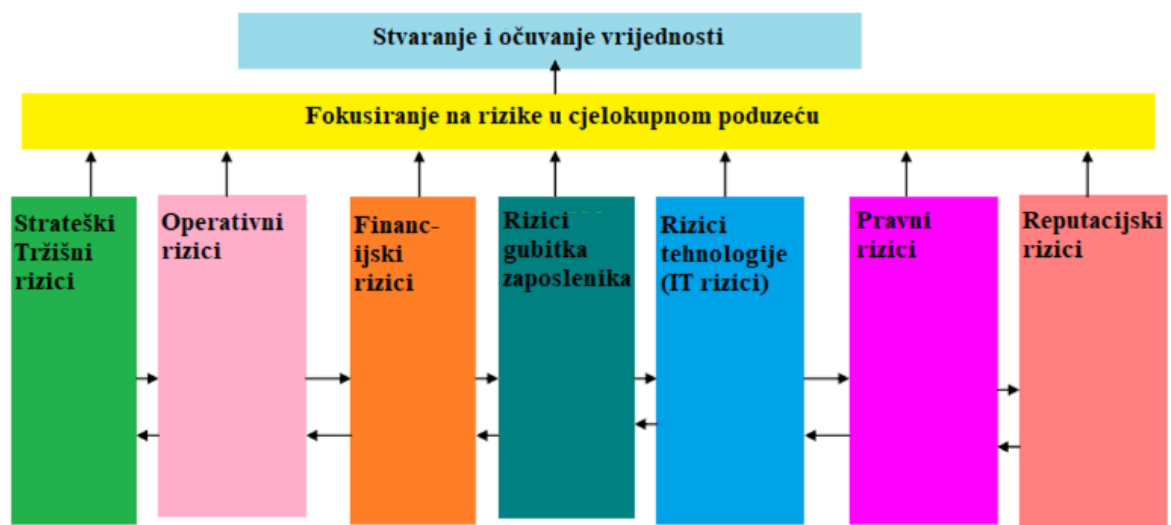 Stvaranje i očuvanje vrijednosti
Fokusiranje na rizike u cjelokupnom poduzeću
Strateški
Tržišni
rizici
Operativni
rizici
Financ-
ijski
rizici
Rizici
gubitka
zaposlenika
Rizici
tehnologije
(IT rizici)
Pravni
rizici
Reputacijski
rizici